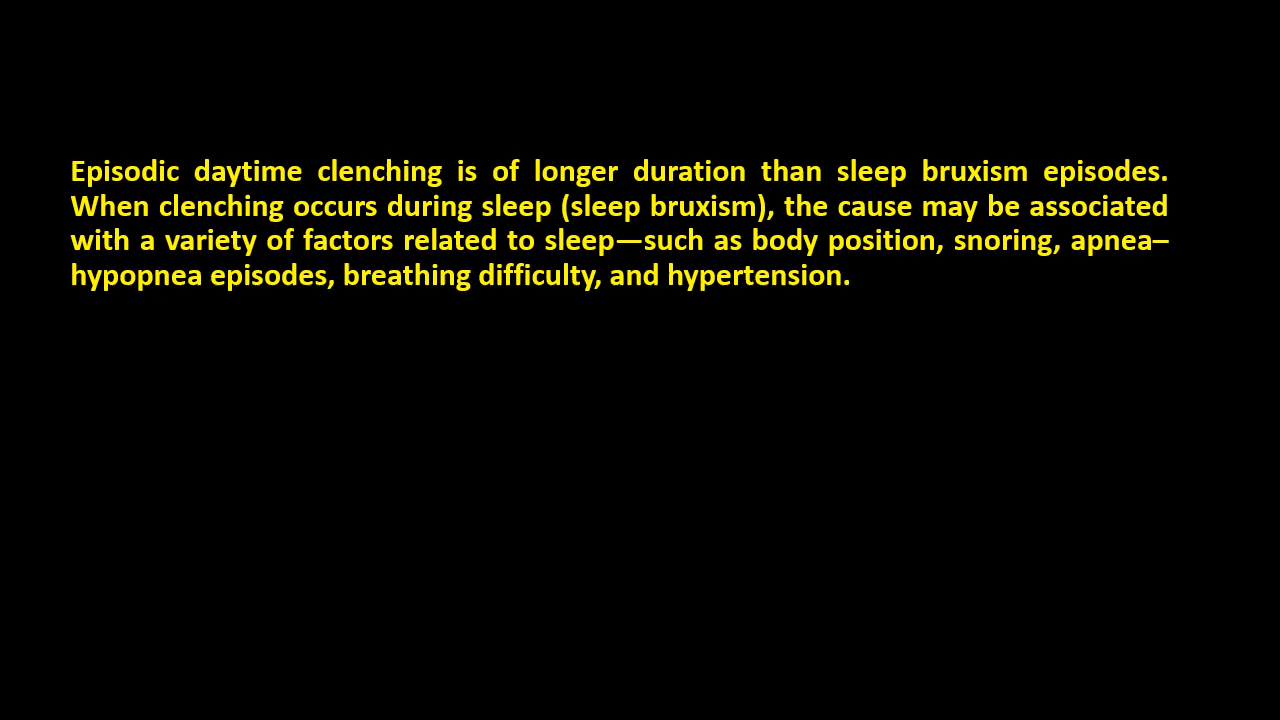 Episodic daytime clenching is of longer duration than sleep bruxism episodes.
When clenching occurs during sleep (sleep bruxism), the cause may be associated
with a variety of factors related to sleep—such as body position, snoring, apnea–
hypopnea episodes, breathing difficulty, and hypertension.